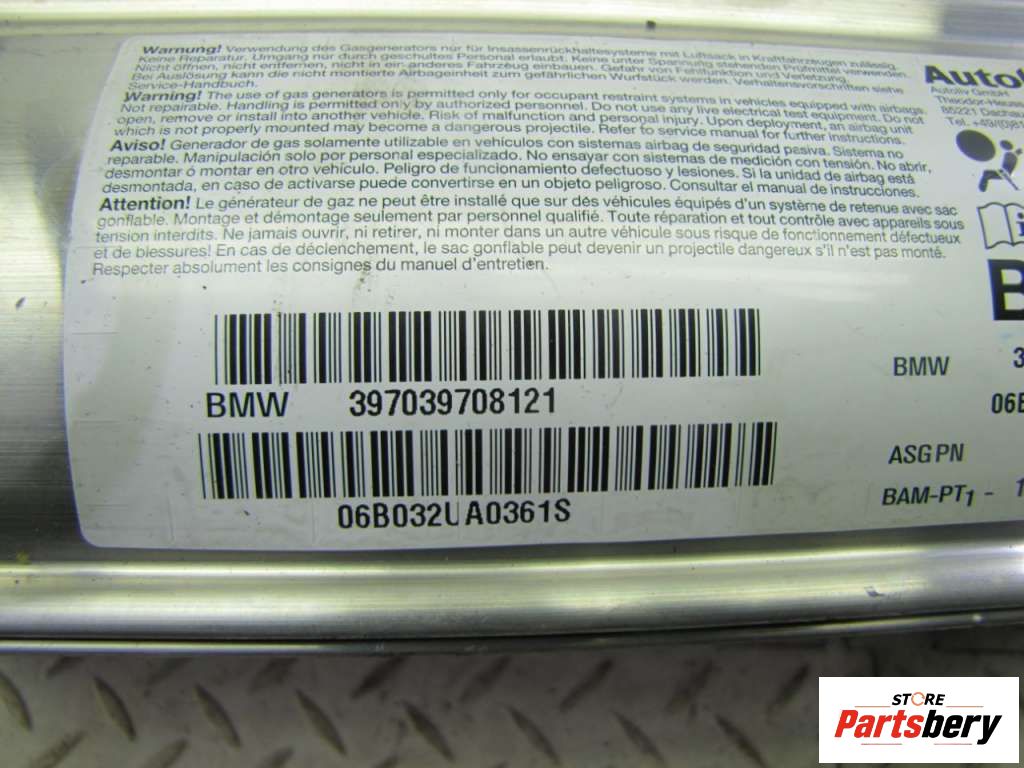 Warnung! Verwendung des Gasgenerators nur für Insassenrückhaltesysteme mit Luftsack in Kraftfahrzeugen zulässig.
Keine Reparatur. Umgang nur durch geschultes Personal erlaubt. Keine unter Spannung stehenden Prüfmittel verwenden.
Nicht öffnen, nicht entfernen, nicht in ein anderes Fahrzeug einbauen. Gefahr von Fehlfunktion und Verletzung.
Bei Auslösung kann die nicht montierte Airbageinheit zum gefährlichen Wurfstück werden. Verhaltensvorschriften siehe
Service-Handbuch.
Warning! The use of gas generators is permitted only for occupant restraint systems in vehicles equipped with airbags.
Not repairable. Handling is permitted only by authorized personnel. Do not use any live electrical test equipment. Do not
open, remove or install into another vehicle. Risk of malfunction and personal injury. Upon deployment, an airbag unit
which is not properly mounted may become a dangerous projectile. Refer to service manual for further instructions.
Aviso! Generador de gas solamente utilizable en vehículos con sistemas airbag de seguridad pasiva. Sistema no
reparable. Manipulación solo por personal especializado. No ensayar con sistemas de medición con tensión. No abrir,
desmontar ó montar en otro vehículo. Peligro de funcionamiento defectuoso y lesiones. Si la unidad de airbag está
desmontada, en caso de activarse puede convertirse en un objeto peligroso. Consultar el manual de instrucciones.
Attention! Le générateur de gaz ne peut être installé que sur dês véhicules équipés d'un système de retenue avec sac
gonflable. Montage et démontage seulement par personnel qualifié. Toute réparation et tout contrôle avec appareils sous
tension interdits. Ne jamais ouvrir, ni retirer, ni monter dans un autre véhicule sous risque de fonctionnement défectueux
et de blessures! En cas de déclenchement, le sac gonflable peut devenir un projectile dangereux s'il n'est pas monté.
Respecter absolument les consignes du manuel d'entretien.
Autoliv GmbH
Theodor-Heuss
85221 Dachau
Tel. +49/(0)81
BMW 397039708121
06B032UA0361S
BMW 3
06B
ASG PN
BAM-PT1 - 1
STORE
Partsbery